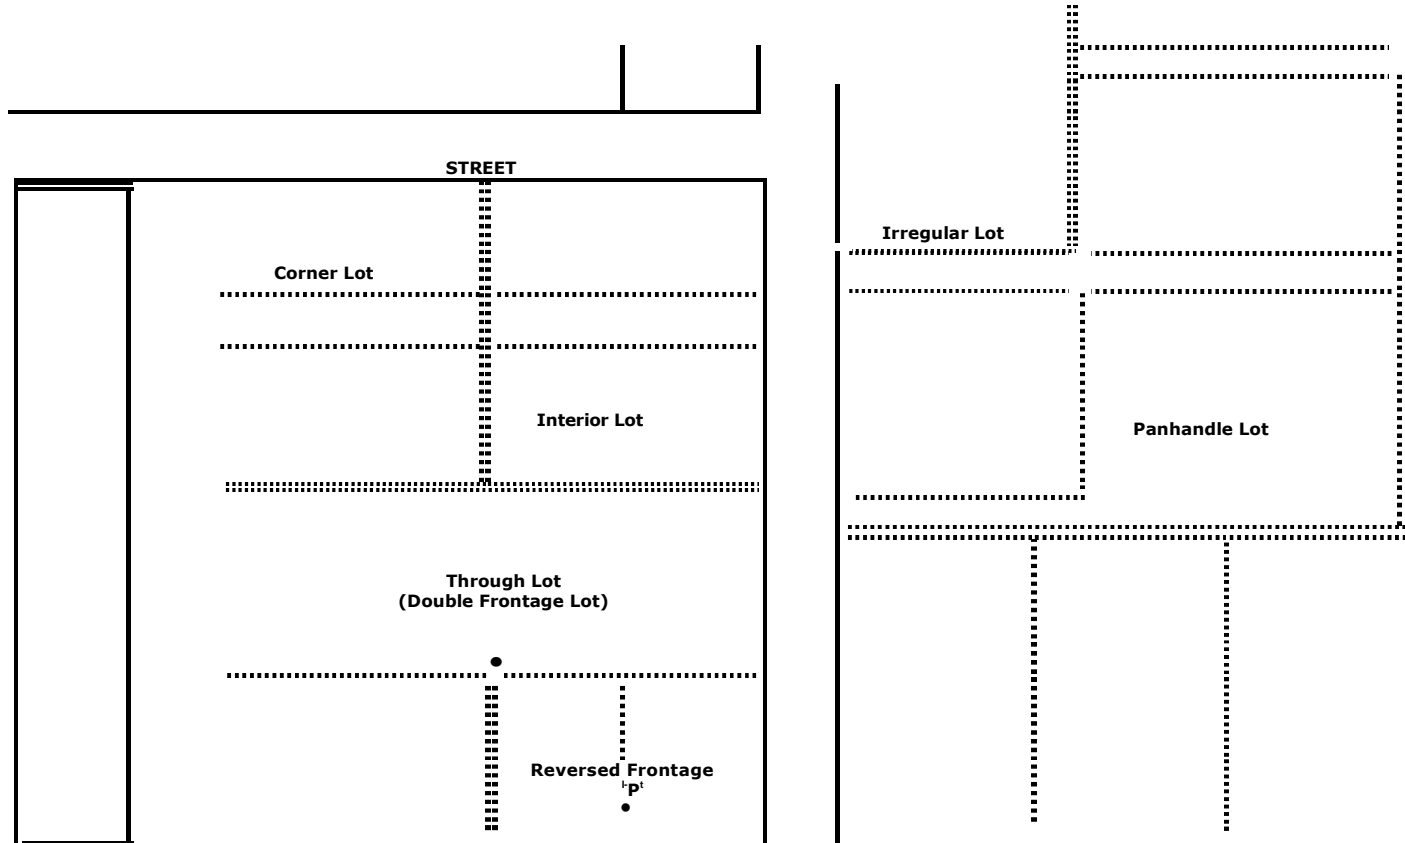 STREET
Irregular Lot
Corner Lot
Interior Lot
Panhandle Lot
Through Lot
(Double Frontage Lot)
Reversed Frontage